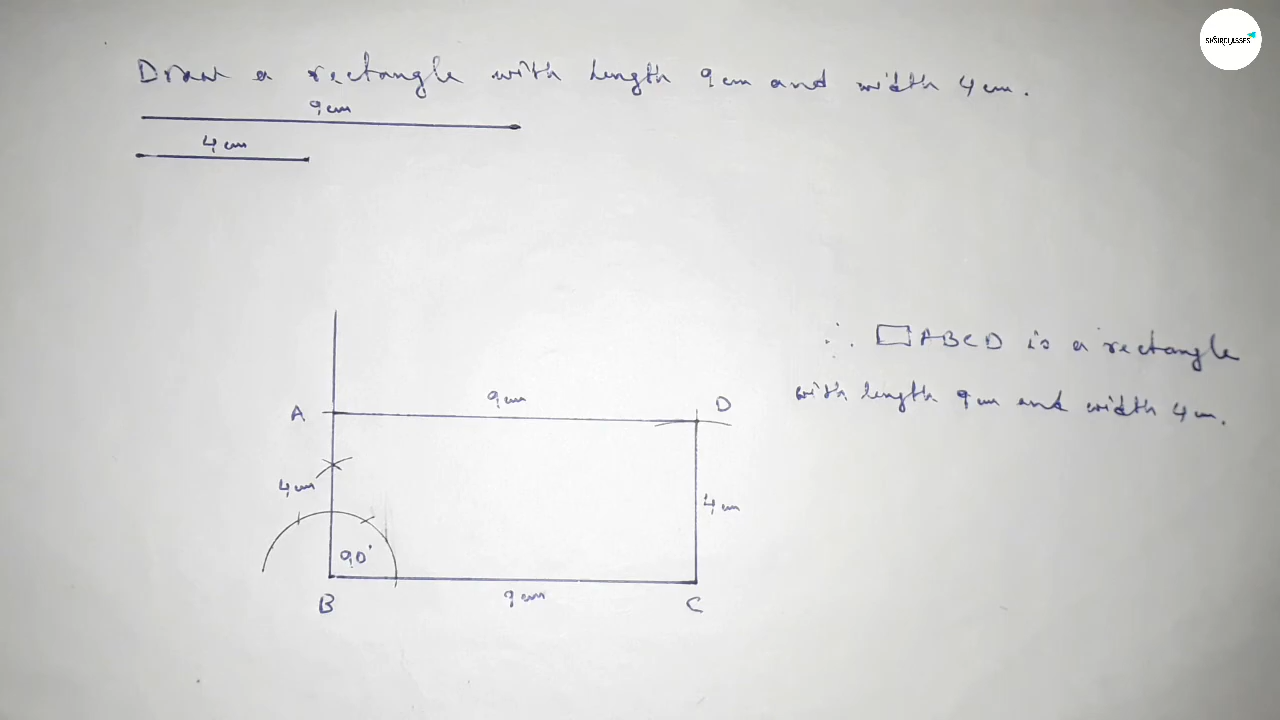 SKSIRCLASSES
Draw a rectangle with length 9cm and width 4cm.
9cm
4cm
A
9cm
D
∴ ▭ABCD is a rectangle
with length 9cm and width 4cm.
4cm
4cm
90°
B
9cm
C